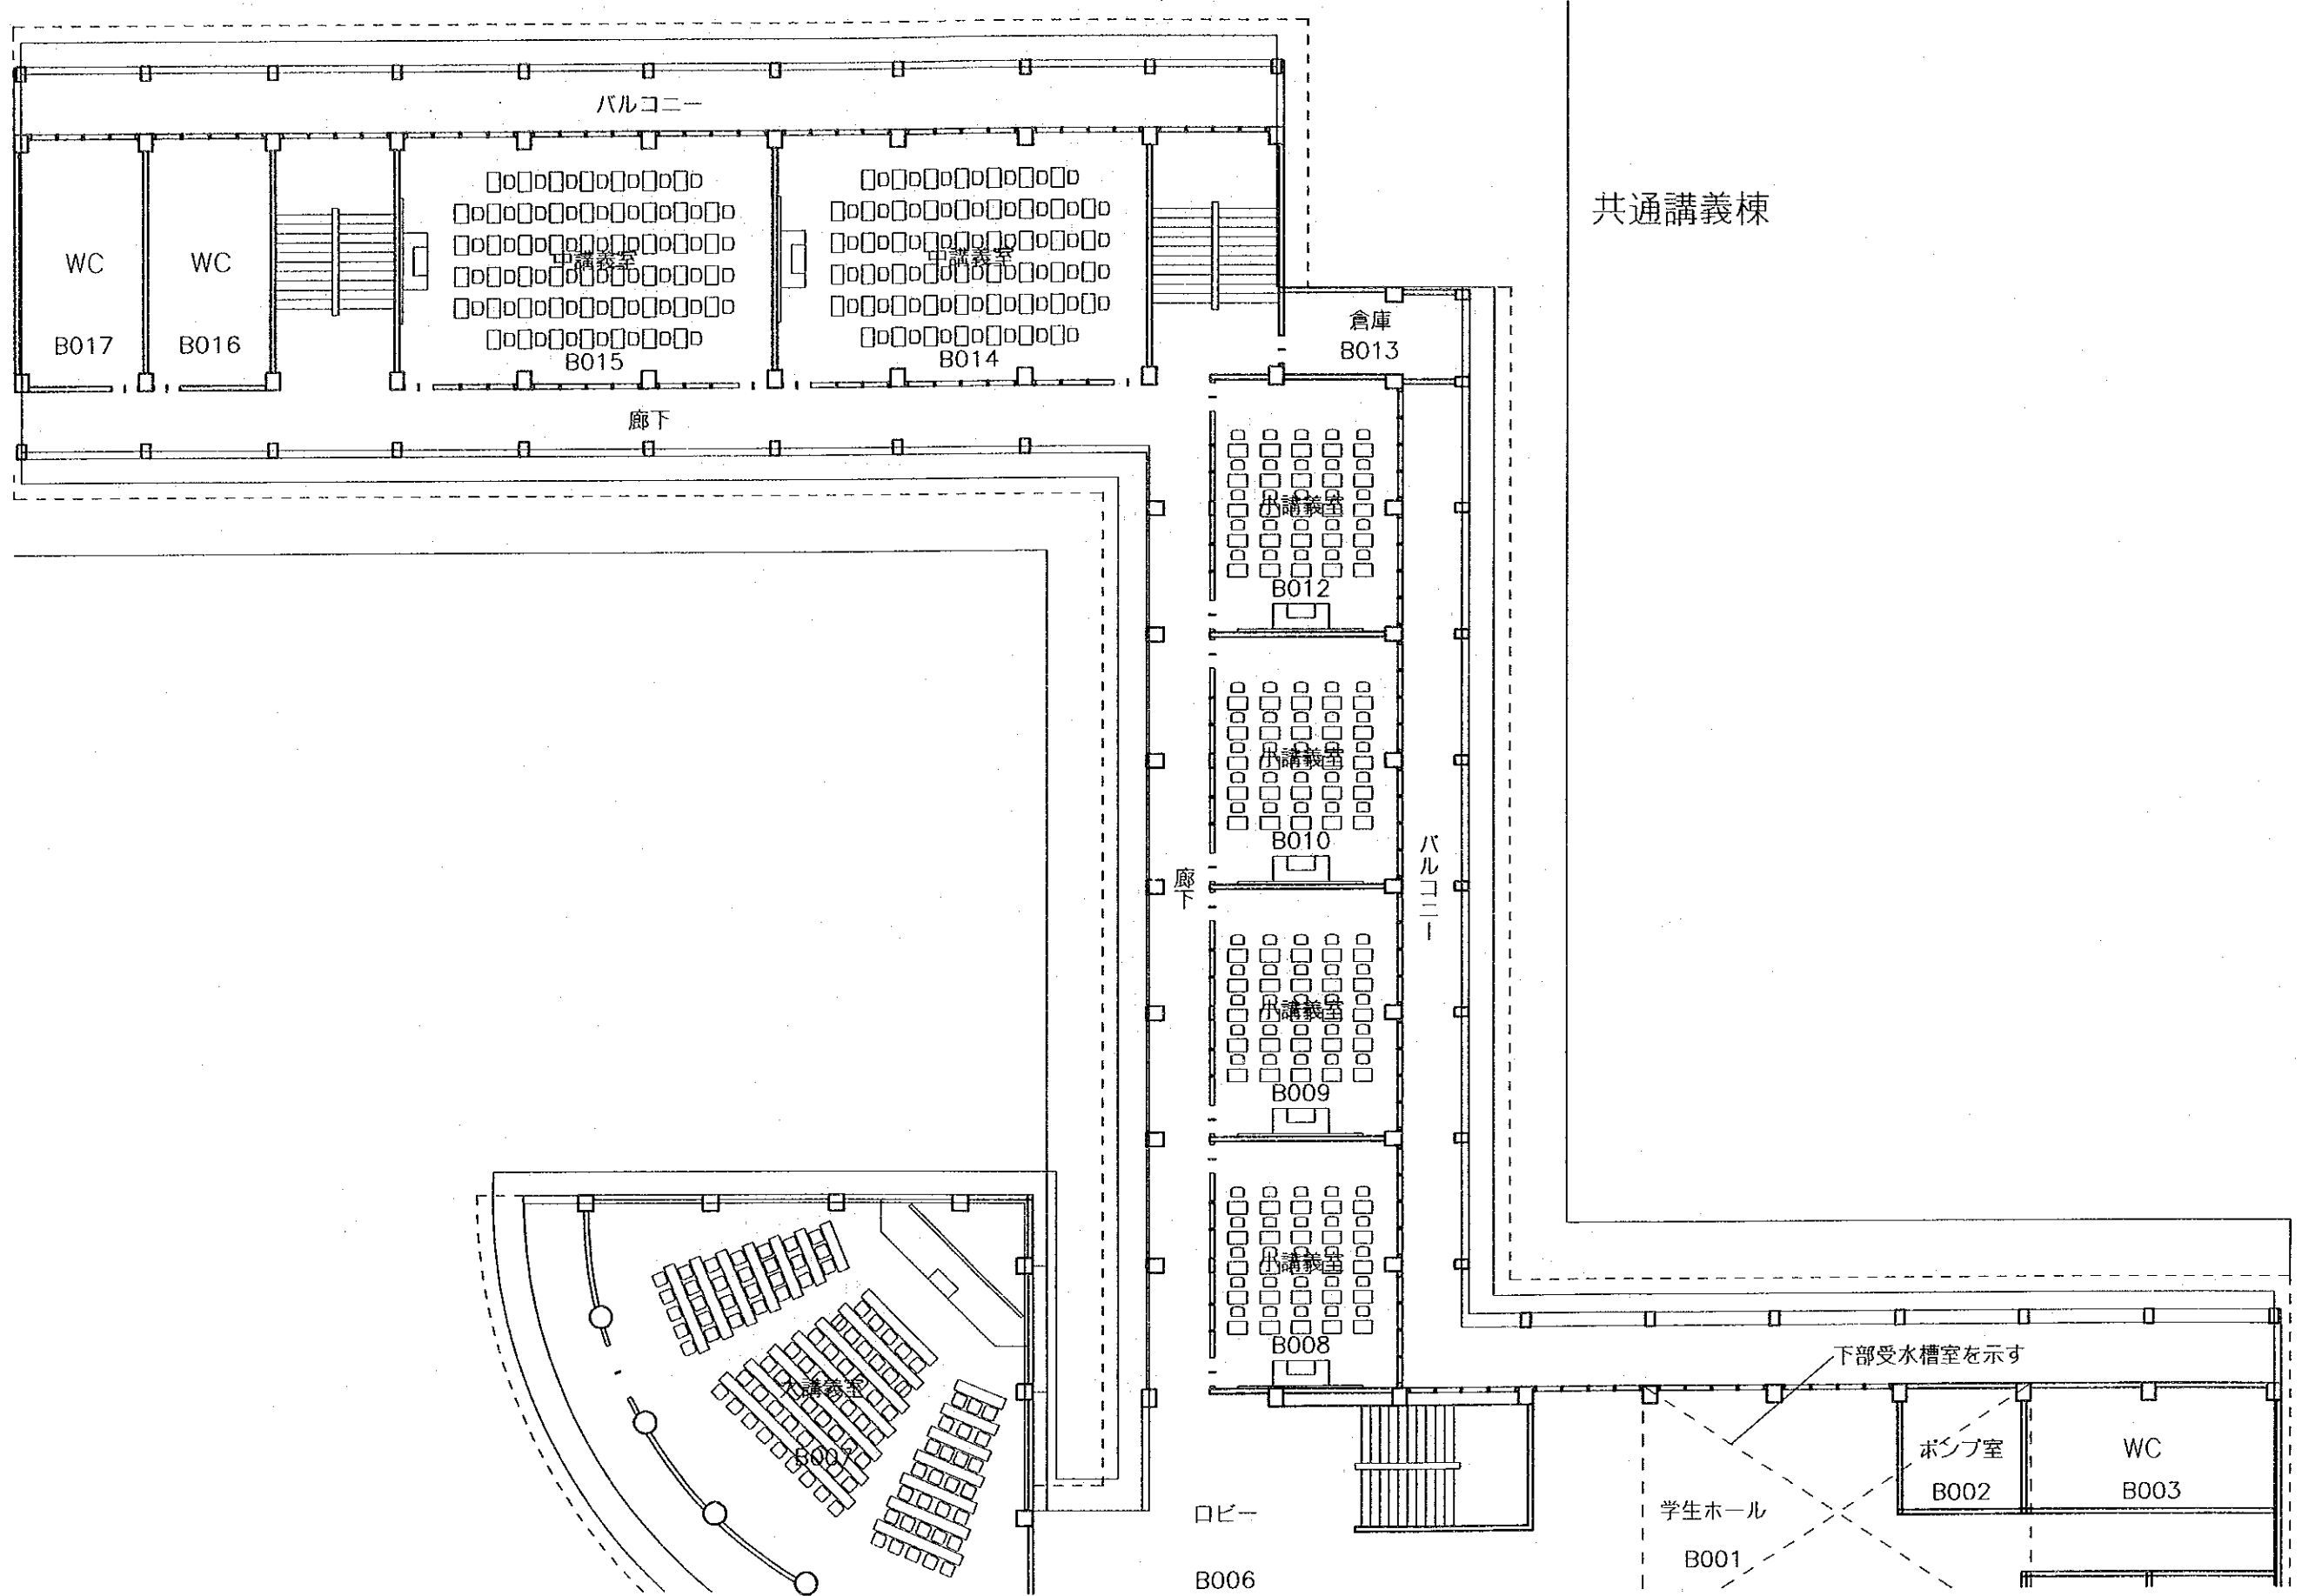 バルコニー
共通講義棟
WC
B017
WC
B016
中講義室
B015
中講義室
B014
倉庫
B013
廊下
小講義室
B012
小講義室
B010
廊下
バルコニー
小講義室
B009
小講義室
B008
大講義室
B007
下部受水槽室を示す
ポンプ室
B002
WC
B003
学生ホール
B001
ロビー
B006